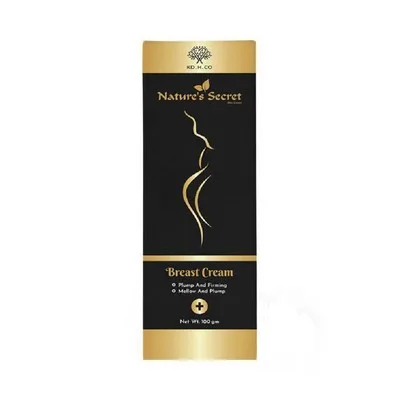 KD.H.CO
Nature's Secret
Breast Cream
Plump And Firming
Mellow And Plump
Net Wt. 100 gm